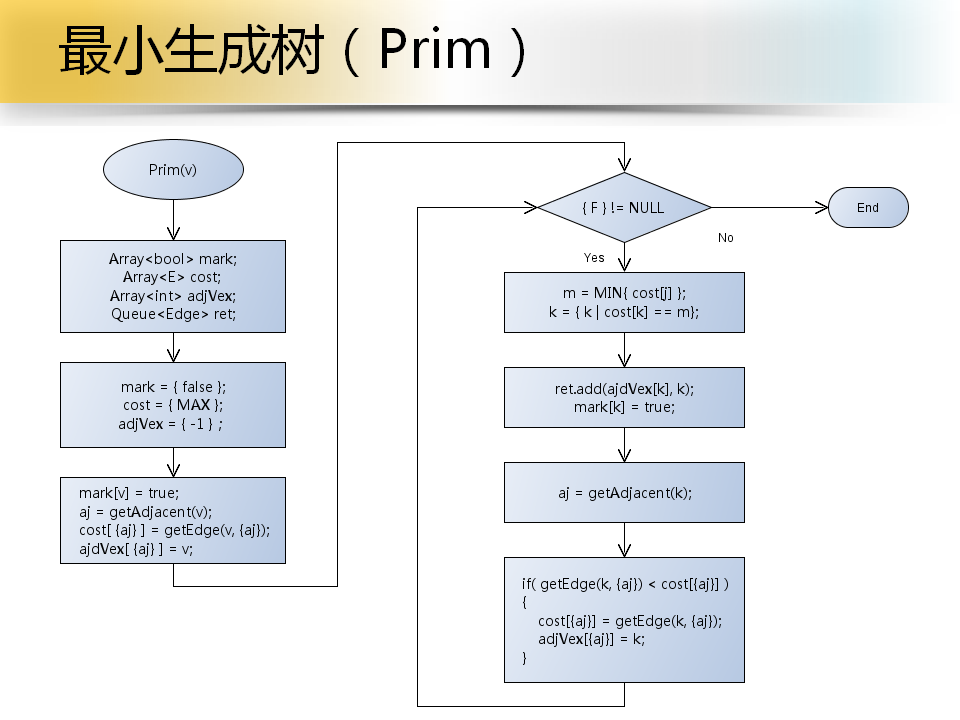 最小生成树（Prim）
Prim(v)
Array<bool> mark;
Array<E> cost;
Array<int> adjVex;
Queue<Edge> ret;
mark = { false };
cost = { MAX };
adjVex = { -1 } ;
mark[v] = true;
aj = getAdjacent(v);
cost[ {aj} ] = getEdge(v, {aj});
ajdVex[ {aj} ] = v;
{ F } != NULL
End
No
Yes
m = MIN{ cost[j] };
k = { k | cost[k] == m};
ret.add(ajdVex[k], k);
mark[k] = true;
aj = getAdjacent(k);
if( getEdge(k, {aj}) < cost[{aj}] )
{
cost[{aj}] = getEdge(k, {aj});
adjVex[{aj}] = k;
}